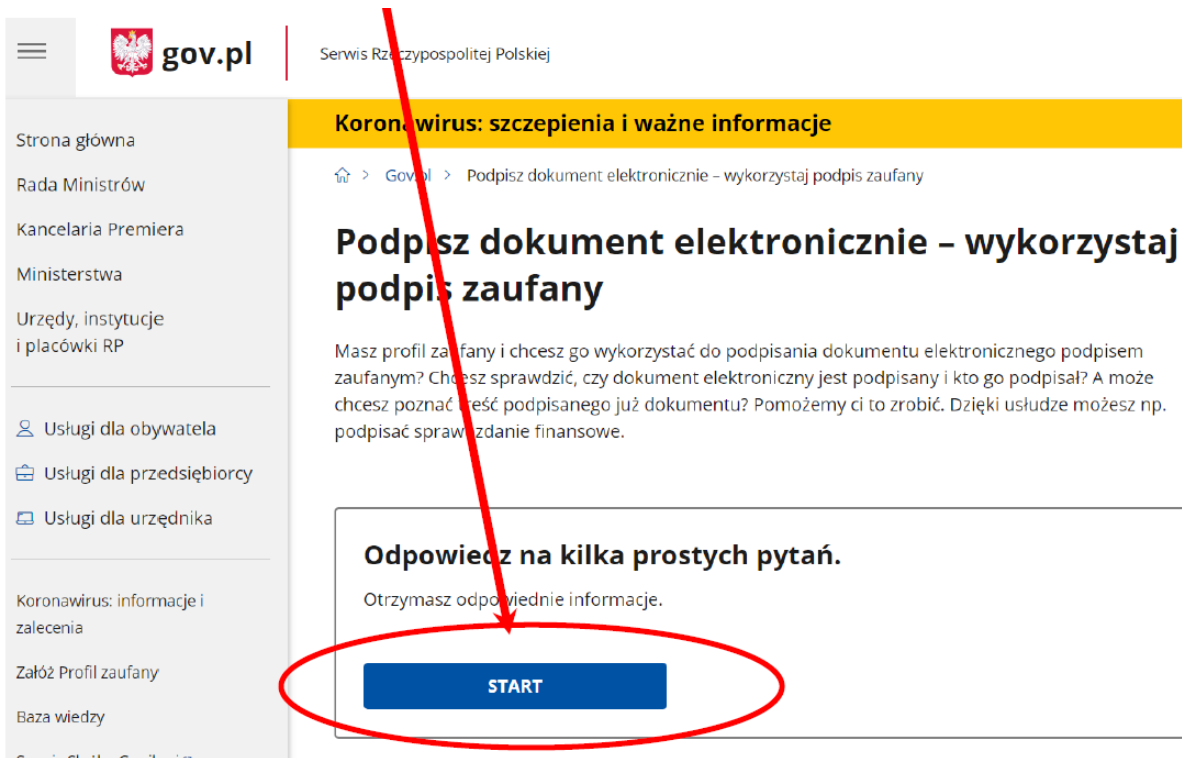 gov.pl
Serwis Rzeczypospolitej Polskiej
Strona główna
Rada Ministrów
Kancelaria Premiera
Ministerstwa
Urzędy, instytucje
i placówki RP
Usługi dla obywatela
Usługi dla przedsiębiorcy
Usługi dla urzędnika
Koronawirus: informacje i
zalecenia
Załóż Profil zaufany
Baza wiedzy
Koronawirus: szczepienia i ważne informacje
> Gov.pl > Podpisz dokument elektronicznie – wykorzystaj podpis zaufany
Podpisz dokument elektronicznie – wykorzystaj
podpis zaufany
Masz profil zaufany i chcesz go wykorzystać do podpisania dokumentu elektronicznego podpisem
zaufanym? Chcesz sprawdzić, czy dokument elektroniczny jest podpisany i kto go podpisał? A może
chcesz poznać treść podpisanego już dokumentu? Pomożemy ci to zrobić. Dzięki usłudze możesz np.
podpisać sprawozdanie finansowe.
Odpowiedz na kilka prostych pytań.
Otrzymasz odpowiednie informacje.
START